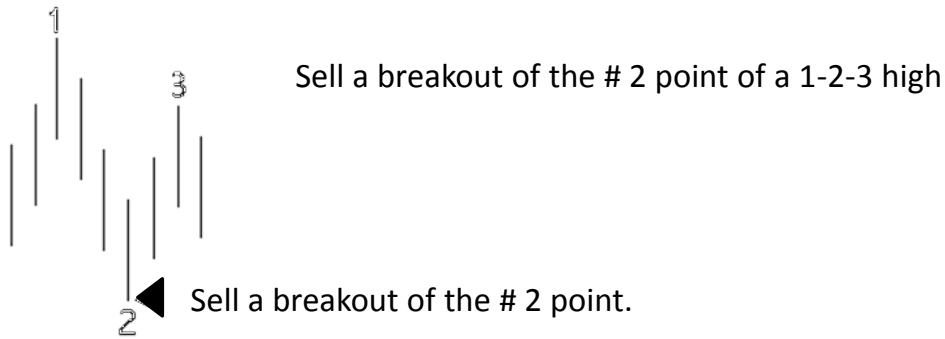 1
3
Sell a breakout of the # 2 point of a 1-2-3 high
Sell a breakout of the # 2 point.
2